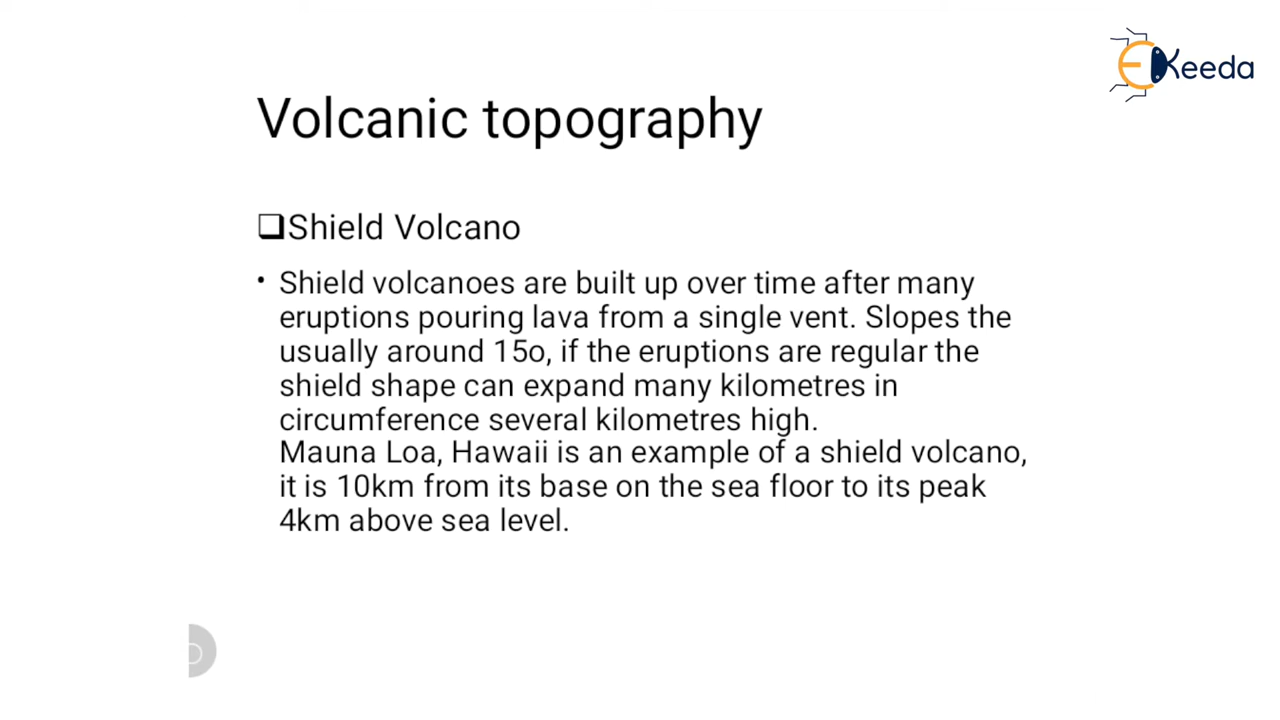 EKeeda
Volcanic topography
❑Shield Volcano
• Shield volcanoes are built up over time after many
eruptions pouring lava from a single vent. Slopes the
usually around 15o, if the eruptions are regular the
shield shape can expand many kilometres in
circumference several kilometres high.
Mauna Loa, Hawaii is an example of a shield volcano,
it is 10km from its base on the sea floor to its peak
4km above sea level.